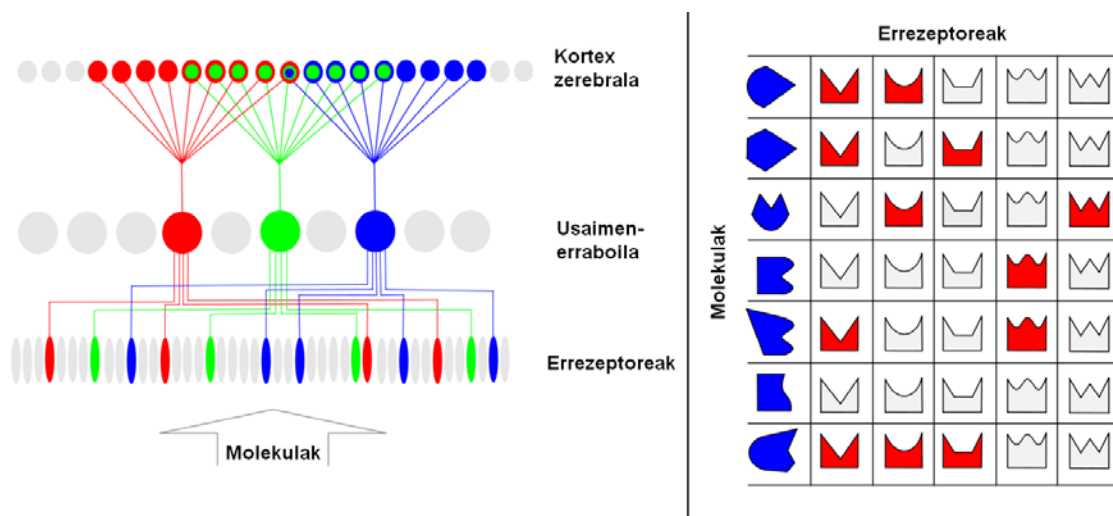 Kortex
zerebrala
Usaimen-
erraboila
Errezeptoreak
Molekulak
Errezeptoreak
Molekulak